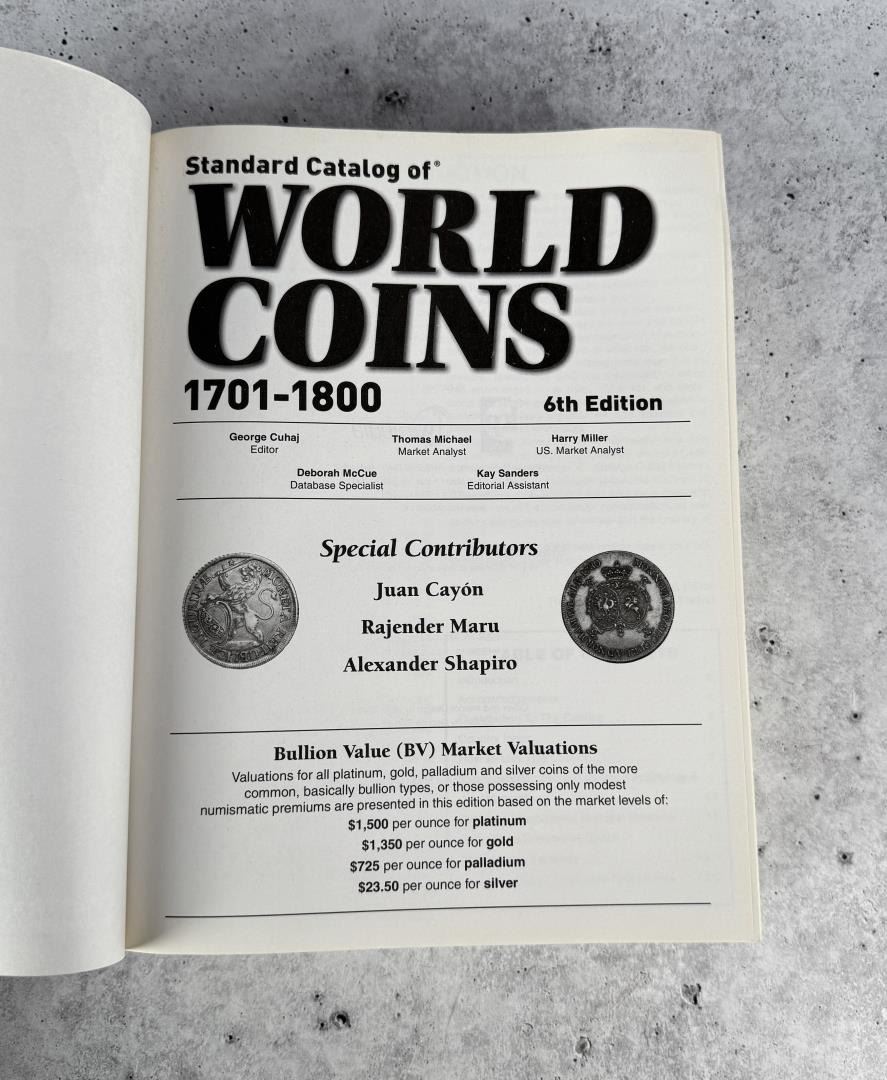 Standard Catalog of®
WORLD
COINS
1701-1800 6th Edition
George Cuhaj Thomas Michael Harry Miller
Editor Market Analyst US. Market Analyst
Deborah McCue Kay Sanders
Database Specialist Editorial Assistant
Special Contributors
Juan Cayón
Rajender Maru
Alexander Shapiro
Bullion Value (BV) Market Valuations
Valuations for all platinum, gold, palladium and silver coins of the more
common, basically bullion types, or those possessing only modest
numismatic premiums are presented in this edition based on the market levels of:
$1,500 per ounce for platinum
$1,350 per ounce for gold
$725 per ounce for palladium
$23.50 per ounce for silver